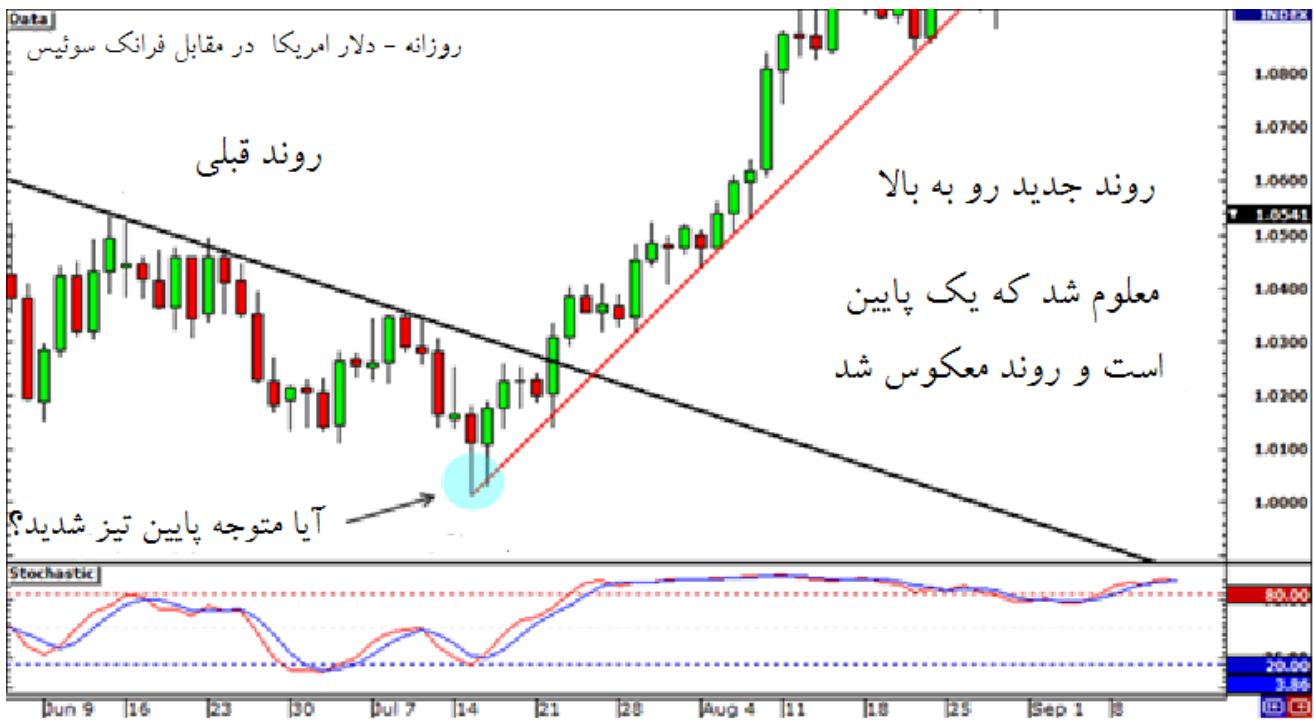 Data
INDEX
روزانه - دلار امریکا در مقابل فرانک سوئیس
1.0800
روند قبلی
1.0700
روند جدید رو به بالا
1.0600
1.0541
1.0500
معلوم شد که یک پایین
1.0400
است و روند معکوس شد
1.0300
1.0200
1.0100
1.0000
آیا متوجه پایین تیز شدید؟
Stochastic
80.00
20.00
3.86
Jun 9 16 23 30 Jul 7 14 21 28 Aug 4 11 18 25 Sep 1 8